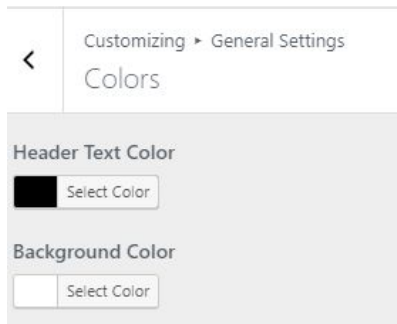 Customizing ▸ General Settings
Colors
Header Text Color
Select Color
Background Color
Select Color